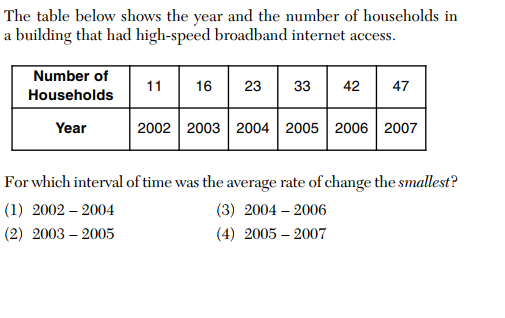 The table below shows the year and the number of households in
a building that had high-speed broadband internet access.
Number of
Households
11 16 23 33 42 47
Year 2002 2003 2004 2005 2006 2007
For which interval of time was the average rate of change the smallest?
(1) 2002 – 2004 (3) 2004 – 2006
(2) 2003 – 2005 (4) 2005 – 2007